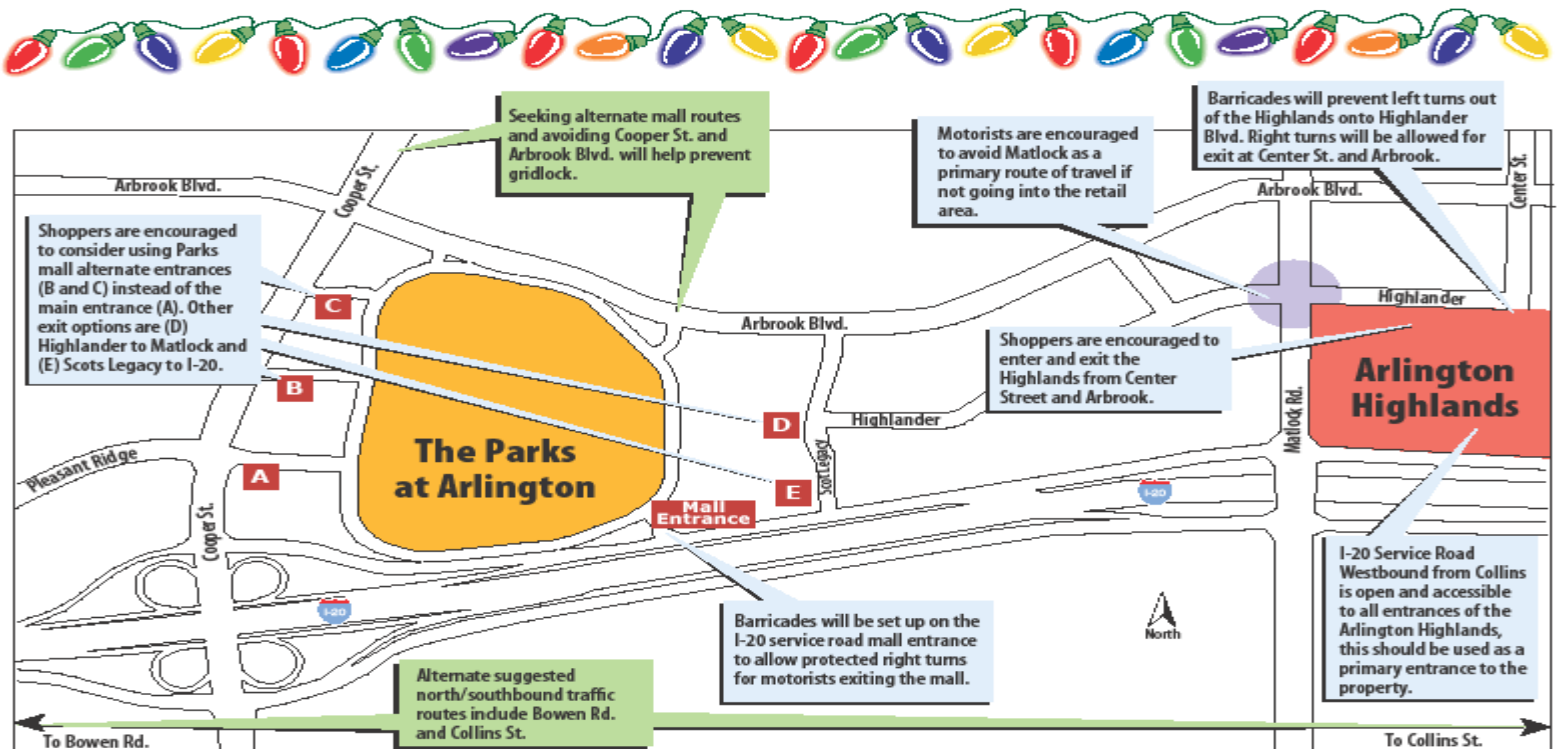 Seeking alternate mall routes
and avoiding Cooper St. and
Arbrook Blvd. will help prevent
gridlock.
Motorists are encouraged
to avoid Matlock as a
primary route of travel if
not going into the retail
area.
Barricades will prevent left turns out
of the Highlands onto Highlander
Blvd. Right turns will be allowed for
exit at Center St. and Arbrook.
Arbrook Blvd.
Cooper St.
Arbrook Blvd.
Center St.
Shoppers are encouraged
to consider using Parks
mall alternate entrances
(B and C) instead of the
main entrance (A). Other
exit options are (D)
Highlander to Matlock and
(E) Scots Legacy to I-20.
C
B
A
Arbrook Blvd.
Highlander
Shoppers are encouraged to
enter and exit the
Highlands from Center
Street and Arbrook.
Arlington
Highlands
Matlock Rd.
D
Highlander
Scot Legacy
E
The Parks
at Arlington
Mall
Entrance
Pleasant Ridge
Cooper St.
I-20
I-20
Barricades will be set up on the
I-20 service road mall entrance
to allow protected right turns
for motorists exiting the mall.
North
I-20 Service Road
Westbound from Collins
is open and accessible
to all entrances of the
Arlington Highlands,
this should be used as a
primary entrance to the
property.
Alternate suggested
north/southbound traffic
routes include Bowen Rd.
and Collins St.
To Bowen Rd.
To Collins St.